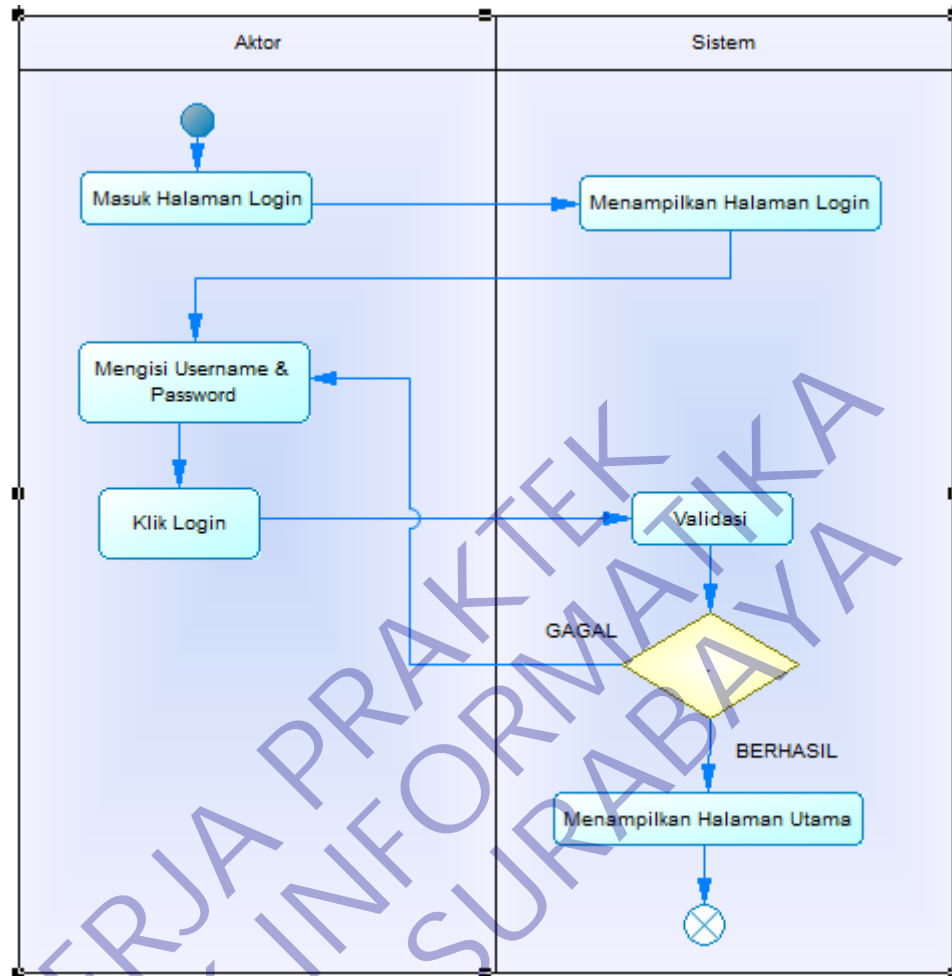 Aktor
Sistem
Masuk Halaman Login
Menampilkan Halaman Login
Mengisi Username &
Password
Klik Login
Validasi
GAGAL
BERHASIL
Menampilkan Halaman Utama
ERJA PRAKTEK
K INFORMATIKA
SURABAYA